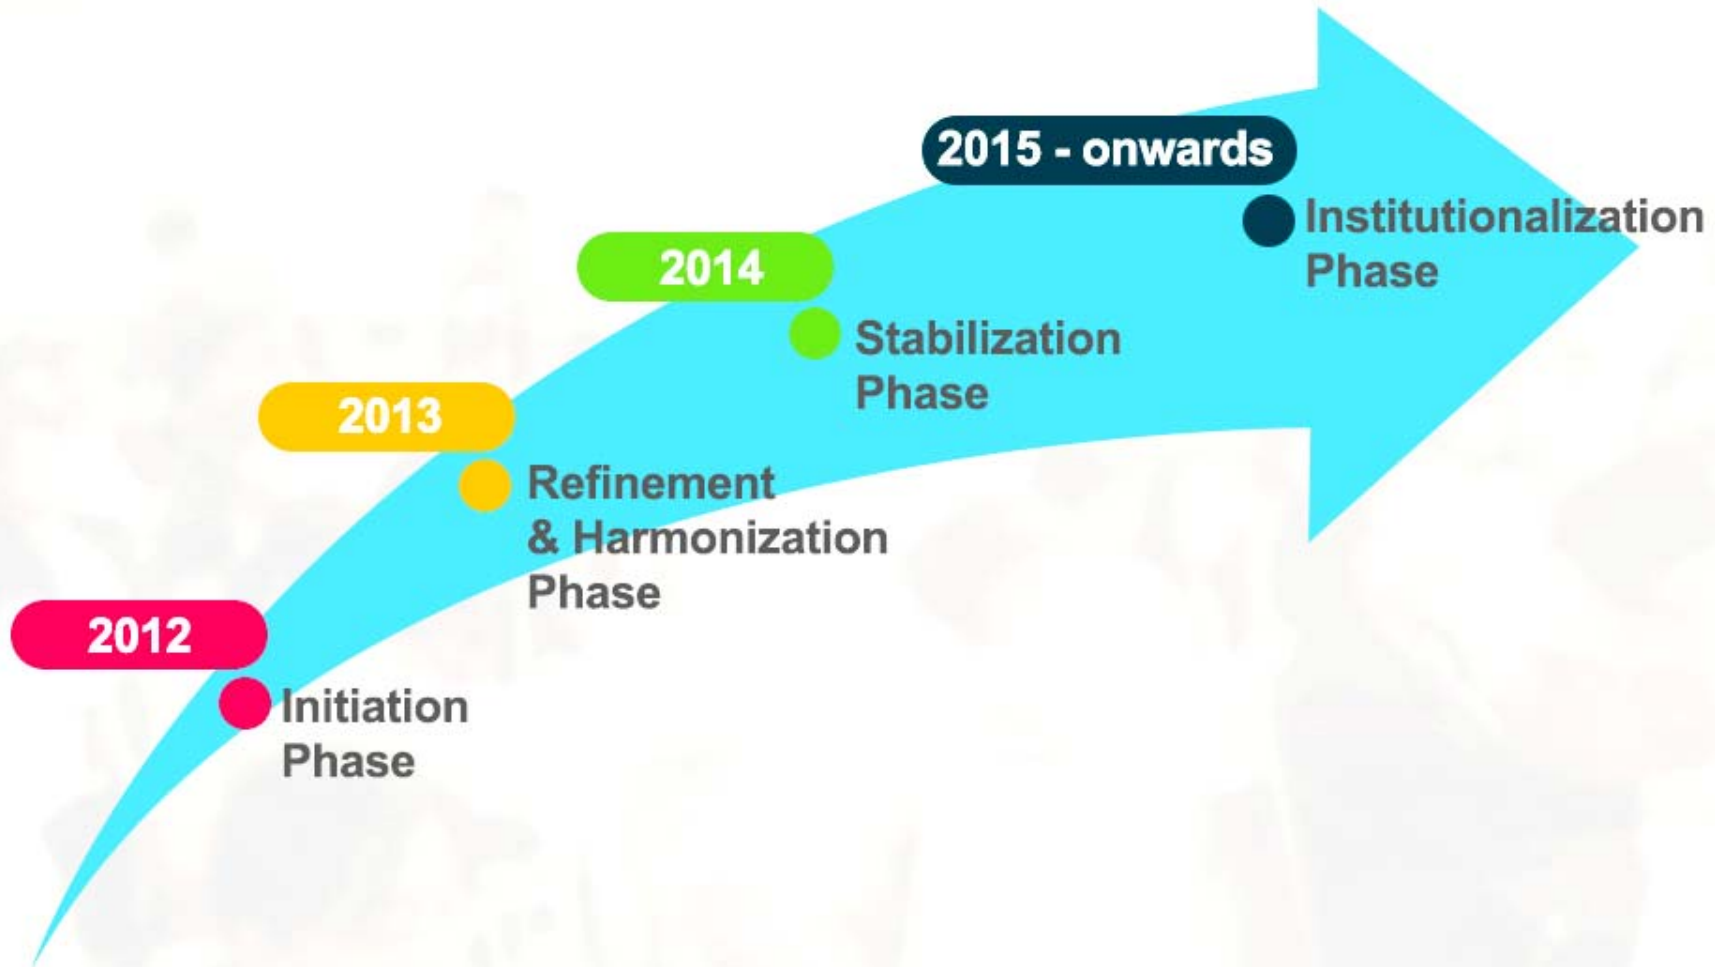 2015 - onwards
Institutionalization
Phase
2014
Stabilization
Phase
2013
Refinement
& Harmonization
Phase
2012
Initiation
Phase